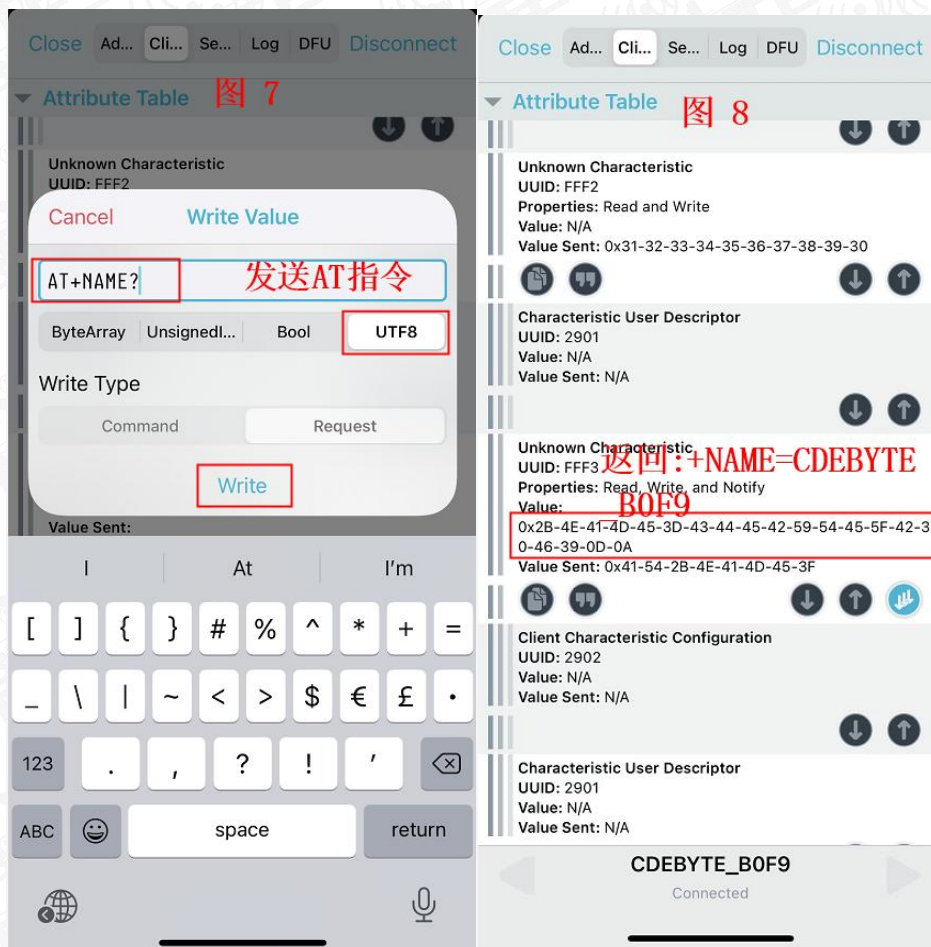 Close Ad... Cli... Se... Log DFU Disconnect
Attribute Table
图 7
Unknown Characteristic
UUID: FFF2
Cancel Write Value
AT+NAME?
发送AT指令
ByteArray UnsignedI... Bool UTF8
Write Type
Command Request
Write
Value Sent:
I At I'm
[ ] { } # % ^ * + =
_ \ | ~ < > $ € £ •
123 . , ? ! '
ABC space return
Close Ad... Cli... Se... Log DFU Disconnect
Attribute Table
图 8
Unknown Characteristic
UUID: FFF2
Properties: Read and Write
Value: N/A
Value Sent: 0x31-32-33-34-35-36-37-38-39-30
Characteristic User Descriptor
UUID: 2901
Value: N/A
Value Sent: N/A
Unknown Characteristic
返回:+NAME=CDEBYTE
_B0F9
UUID: FFF3
Properties: Read, Write, and Notify
Value:
0x2B-4E-41-4D-45-3D-43-44-45-42-59-54-45-5F-42-3
0-46-39-0D-0A
Value Sent: 0x41-54-2B-4E-41-4D-45-3F
Client Characteristic Configuration
UUID: 2902
Value: N/A
Value Sent: N/A
Characteristic User Descriptor
UUID: 2901
Value: N/A
Value Sent: N/A
CDEBYTE_B0F9
Connected